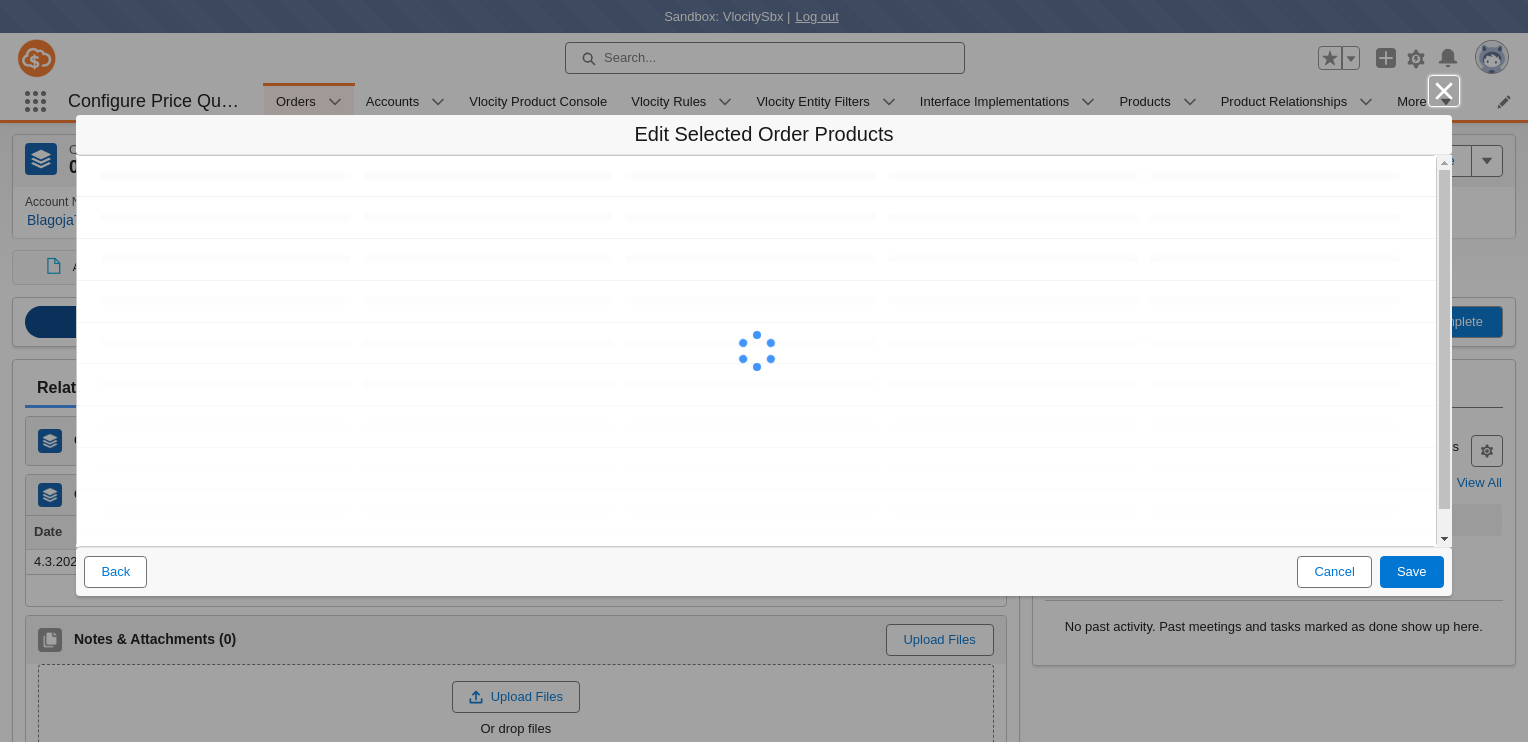 Sandbox: VlocitySbx | Log out
Search...
Configure Price Qu...
Orders
Accounts
Vlocity Product Console
Vlocity Rules
Vlocity Entity Filters
Interface Implementations
Products
Product Relationships
More
Edit Selected Order Products
Account N
Blagoja
Relat
View All
Date
4.3.202
Back
Cancel
Save
Notes & Attachments (0)
Upload Files
Upload Files
Or drop files
No past activity. Past meetings and tasks marked as done show up here.